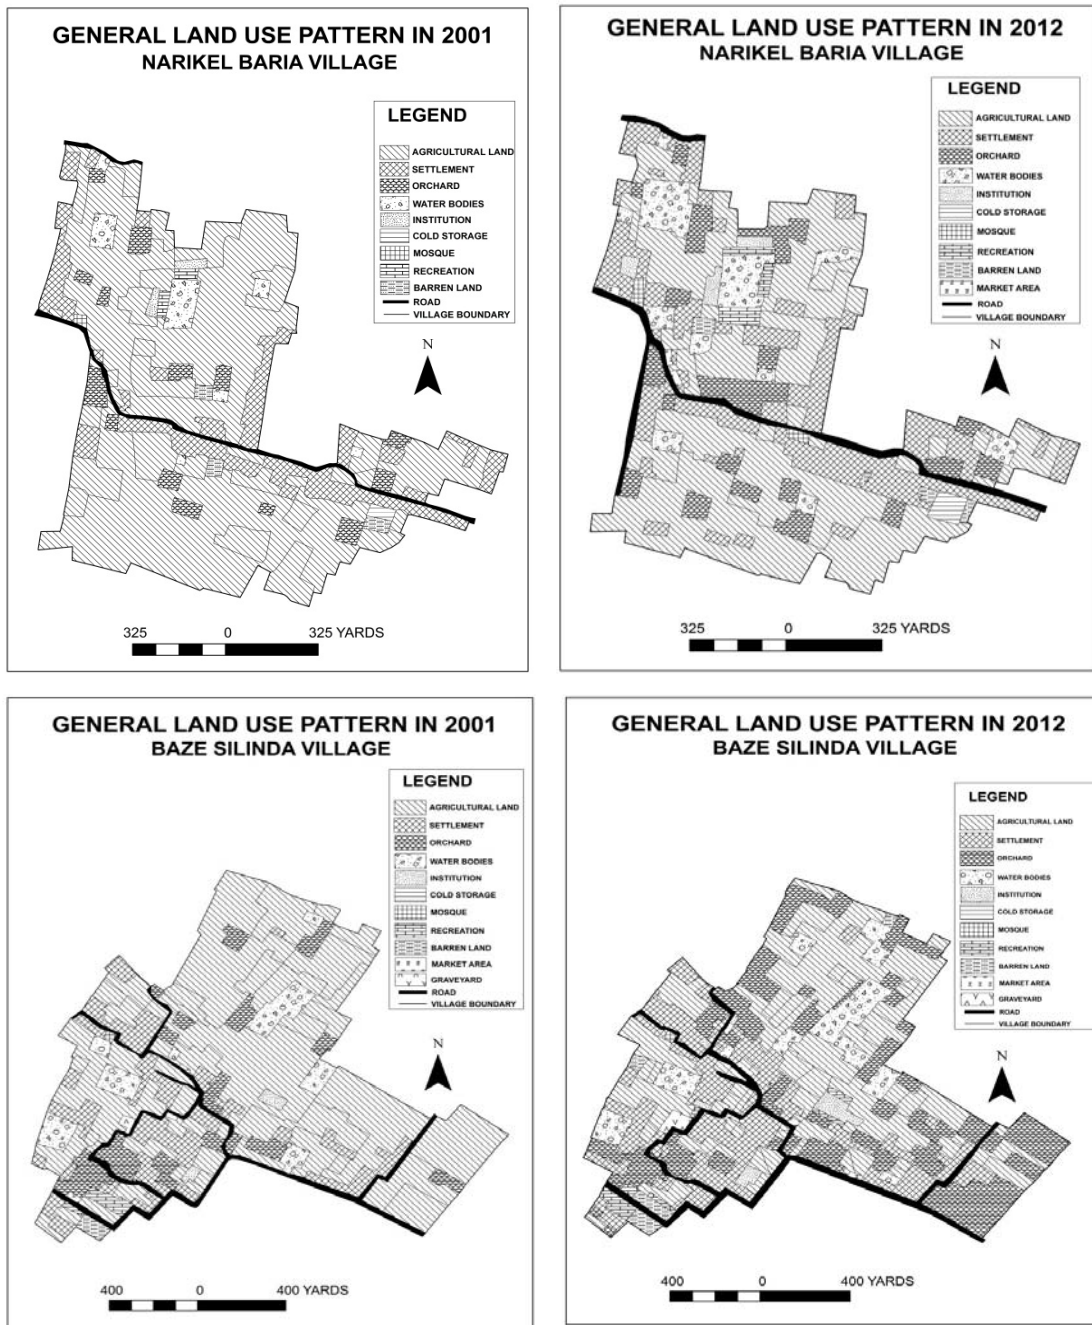 GENERAL LAND USE PATTERN IN 2001
NARIKEL BARIA VILLAGE
LEGEND
AGRICULTURAL LAND
SETTLEMENT
ORCHARD
WATER BODIES
INSTITUTION
COLD STORAGE
MOSQUE
RECREATION
BARREN LAND
ROAD
VILLAGE BOUNDARY
N
325 0 325 YARDS
GENERAL LAND USE PATTERN IN 2012
NARIKEL BARIA VILLAGE
LEGEND
AGRICULTURAL LAND
SETTLEMENT
ORCHARD
WATER BODIES
INSTITUTION
COLD STORAGE
MOSQUE
RECREATION
BARREN LAND
MARKET AREA
ROAD
VILLAGE BOUNDARY
N
325 0 325 YARDS
GENERAL LAND USE PATTERN IN 2001
BAZE SILINDA VILLAGE
LEGEND
AGRICULTURAL LAND
SETTLEMENT
ORCHARD
WATER BODIES
INSTITUTION
COLD STORAGE
MOSQUE
RECREATION
BARREN LAND
MARKET AREA
GRAVEYARD
ROAD
VILLAGE BOUNDARY
N
400 0 400 YARDS
GENERAL LAND USE PATTERN IN 2012
BAZE SILINDA VILLAGE
LEGEND
AGRICULTURAL LAND
SETTLEMENT
ORCHARD
WATER BODIES
INSTITUTION
COLD STORAGE
MOSQUE
RECREATION
BARREN LAND
MARKET AREA
GRAVEYARD
ROAD
VILLAGE BOUNDARY
N
400 0 400 YARDS